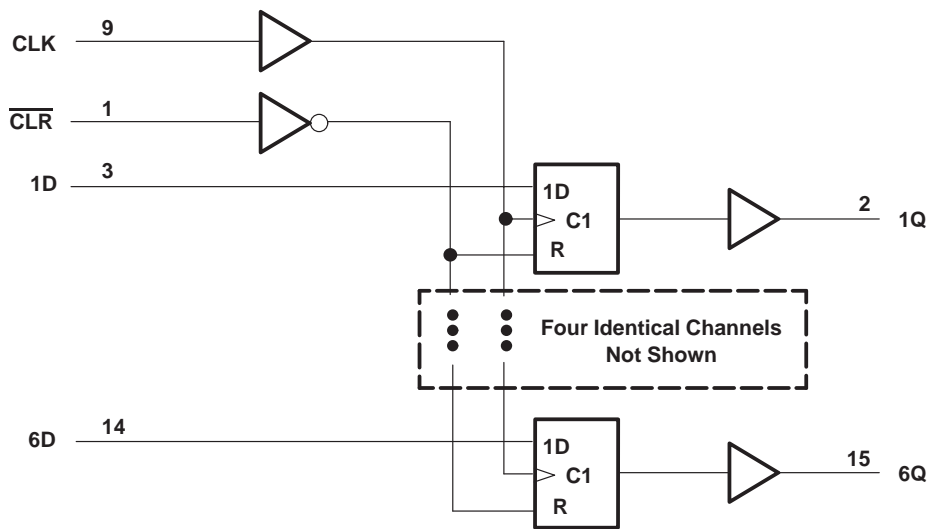 CLK 9
CLR 1
1D 3
1D
C1
R
2 1Q
Four Identical Channels
Not Shown
6D 14
1D
C1
R
15 6Q